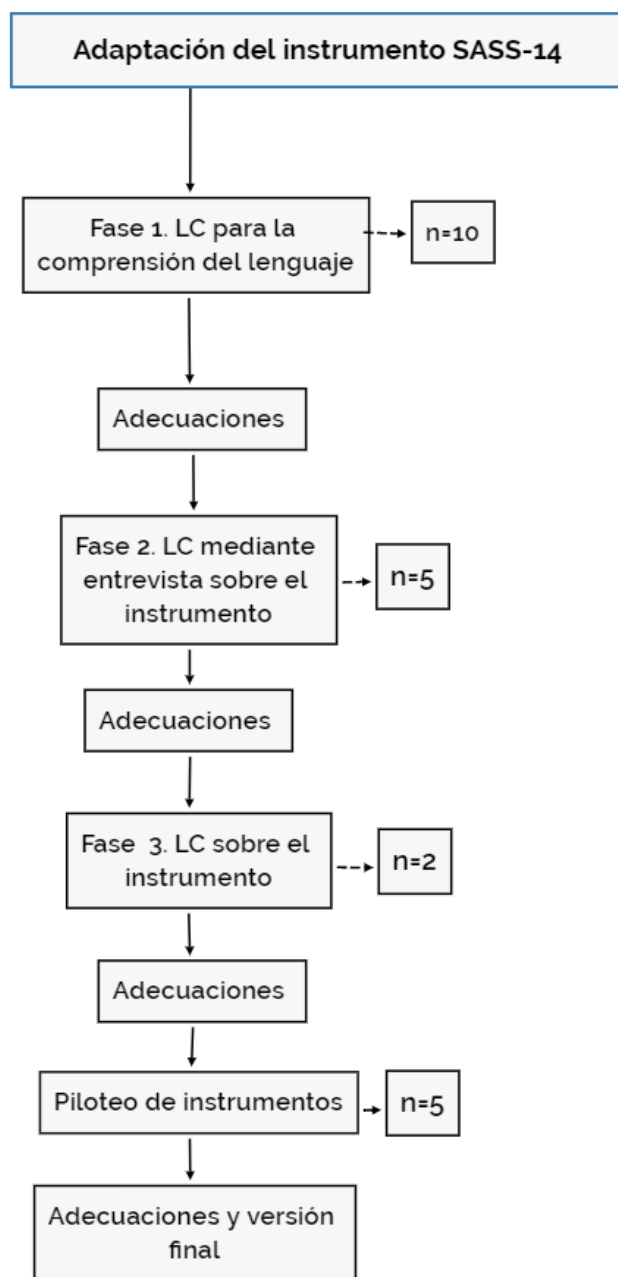 Adaptación del instrumento SASS-14
Fase 1. LC para la
comprensión del lenguaje
n=10
Adecuaciones
Fase 2. LC mediante
entrevista sobre el
instrumento
n=5
Adecuaciones
Fase 3. LC sobre el
instrumento
n=2
Adecuaciones
Piloteo de instrumentos
n=5
Adecuaciones y versión
final